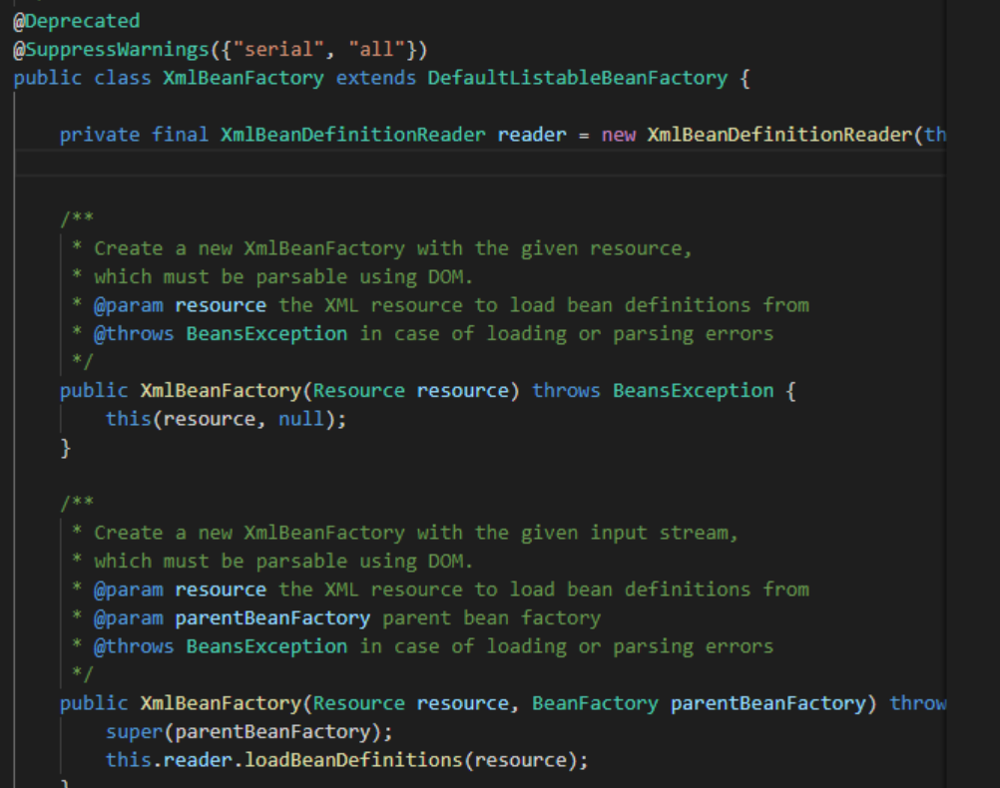 @Deprecated
@SuppressWarnings({"serial", "all"})
public class XmlBeanFactory extends DefaultListableBeanFactory {
private final XmlBeanDefinitionReader reader = new XmlBeanDefinitionReader(th
/**
* Create a new XmlBeanFactory with the given resource,
* which must be parsable using DOM.
* @param resource the XML resource to load bean definitions from
* @throws BeansException in case of loading or parsing errors
*/
public XmlBeanFactory(Resource resource) throws BeansException {
this(resource, null);
}
/**
* Create a new XmlBeanFactory with the given input stream,
* which must be parsable using DOM.
* @param resource the XML resource to load bean definitions from
* @param parentBeanFactory parent bean factory
* @throws BeansException in case of loading or parsing errors
*/
public XmlBeanFactory(Resource resource, BeanFactory parentBeanFactory) throw
super(parentBeanFactory);
this.reader.loadBeanDefinitions(resource);
}